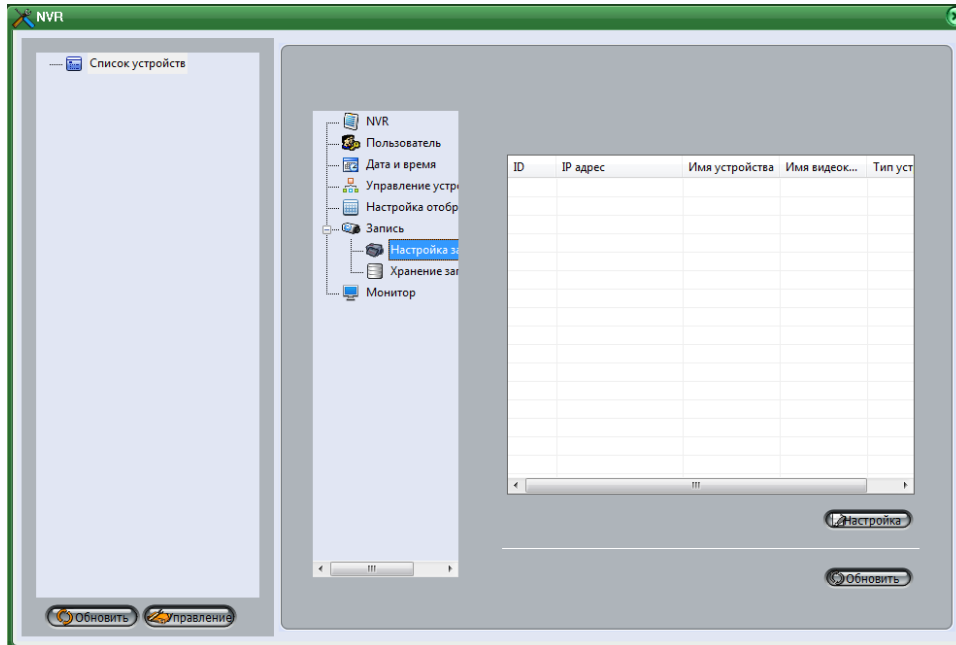 NVR
Список устройств
NVR
Пользователь
Дата и время
Управление устр
Настройка отобр
Запись
Настройка за
Хранение зап
Монитор
ID IP адрес Имя устройства Имя видеок... Тип уст
Настройка
Обновить
Обновить Управление